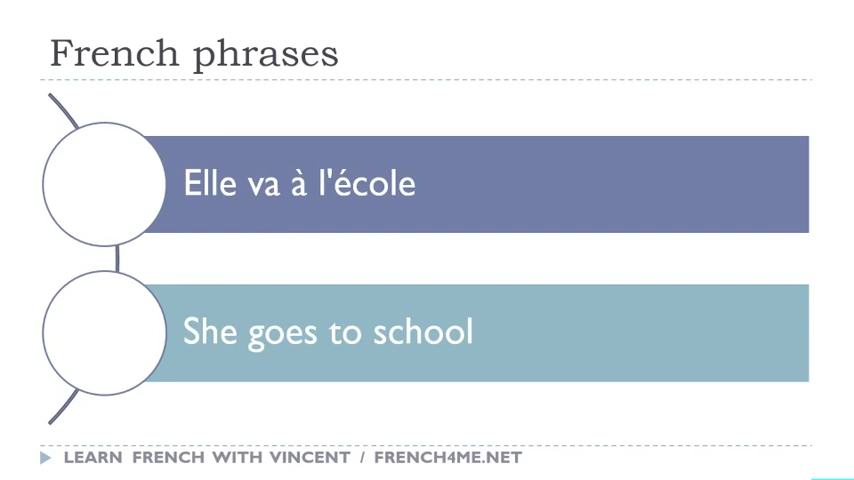 French phrases
Elle va à l'école
She goes to school
LEARN FRENCH WITH VINCENT / FRENCH4ME.NET